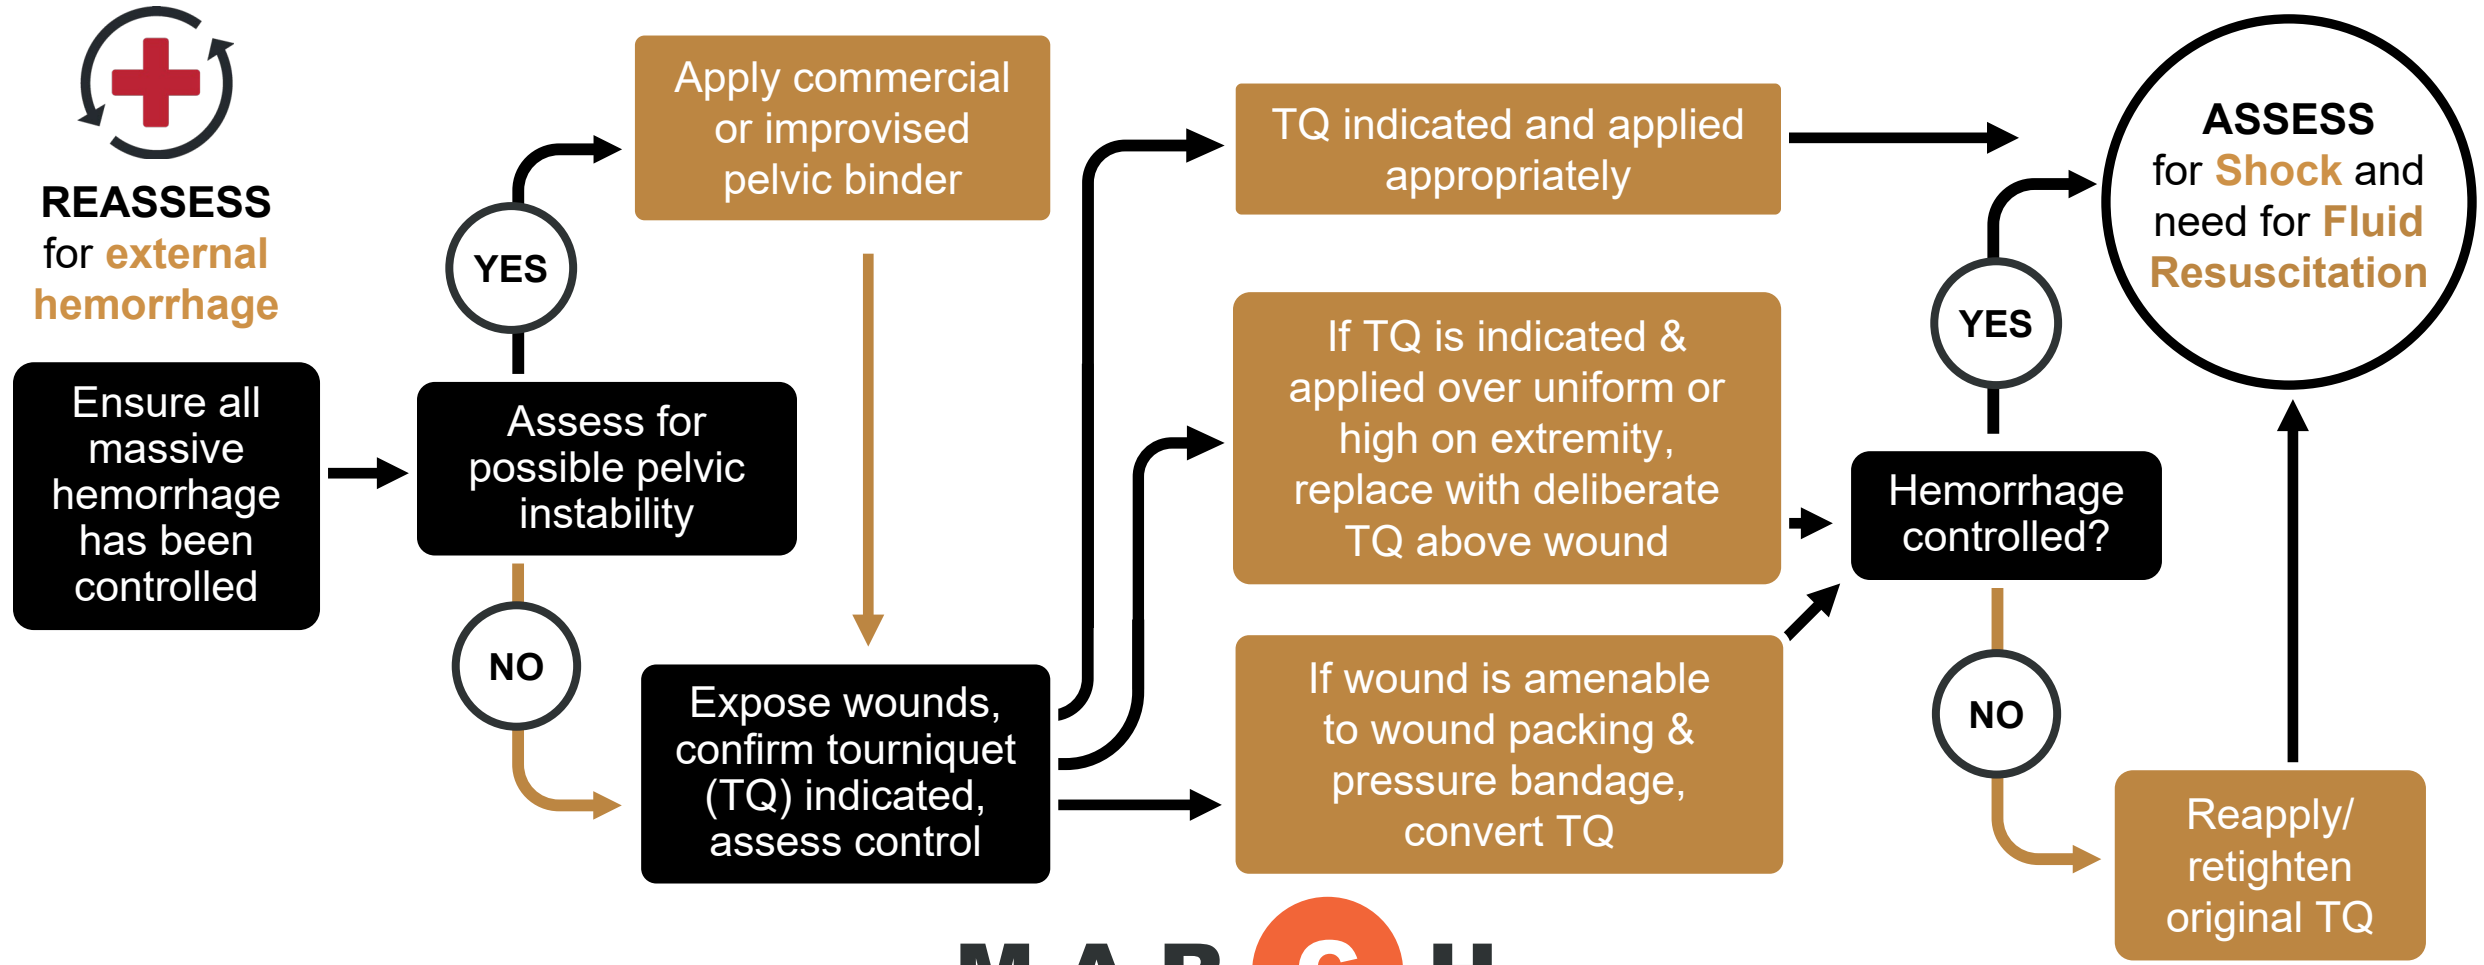 REASSESS
for external
hemorrhage
Ensure all
massive
hemorrhage
has been
controlled
Assess for
possible pelvic
instability
YES
Apply commercial
or improvised
pelvic binder
NO
Expose wounds,
confirm tourniquet
(TQ) indicated,
assess control
TQ indicated and applied
appropriately
If TQ is indicated &
applied over uniform or
high on extremity,
replace with deliberate
TQ above wound
If wound is amenable
to wound packing &
pressure bandage,
convert TQ
Hemorrhage
controlled?
YES
ASSESS
for Shock and
need for Fluid
Resuscitation
NO
Reapply/
retighten
original TQ